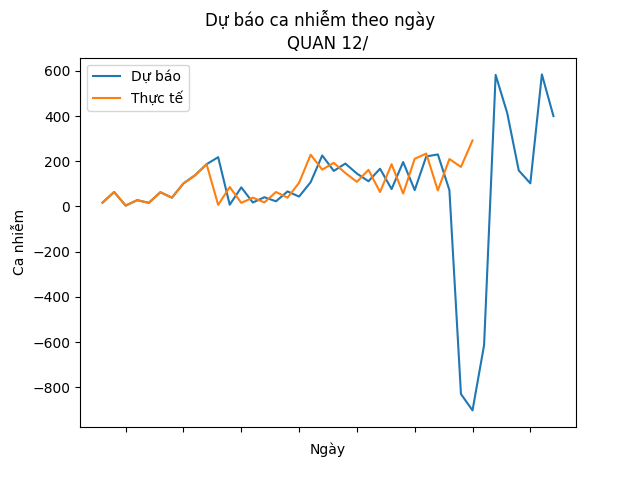 Dự báo ca nhiễm theo ngày
QUAN 12/
Dự báo
Thực tế
600
400
200
0
−200
−400
−600
−800
Ca nhiễm
Ngày